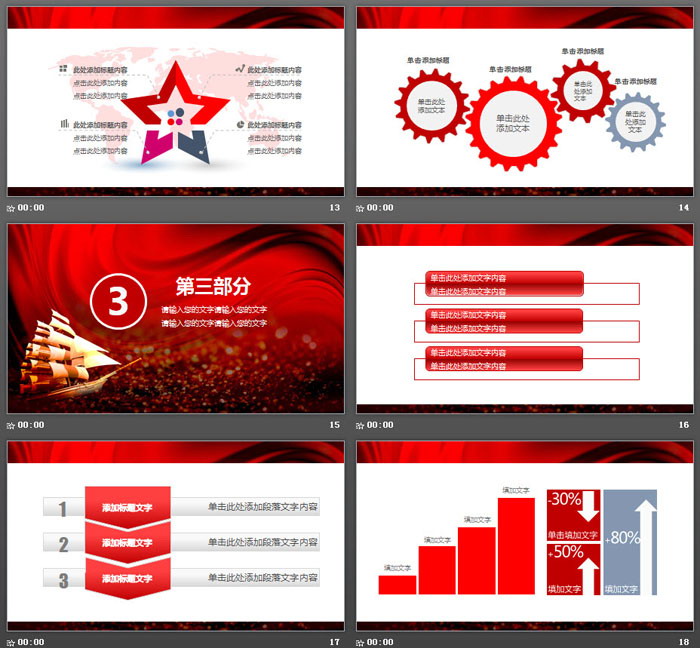 此处添加标题内容
点击此处添加内容
点击此处添加内容
此处添加标题内容
点击此处添加内容
点击此处添加内容
此处添加标题内容
点击此处添加内容
点击此处添加内容
此处添加标题内容
点击此处添加内容
点击此处添加内容
00:00
13
单击添加标题
单击此处
添加文本
单击添加标题
单击此处
添加文本
单击添加标题
单击此
处添加
文本
单击添加标题
单击此
处添加
文本
00:00
14
3
第三部分
请输入您的文字请输入您的文字
请输入您的文字请输入您的文字
00:00
15
单击此处添加文字内容
单击此处添加文字内容
单击此处添加文字内容
单击此处添加文字内容
单击此处添加文字内容
单击此处添加文字内容
00:00
16
1
添加标题文字
单击此处添加段落文字内容
2
添加标题文字
单击此处添加段落文字内容
3
添加标题文字
单击此处添加段落文字内容
00:00
17
填加文字
填加文字
填加文字
填加文字
-30%
单击填加文字
+50%
填加文字
+80%
填加文字
00:00
18